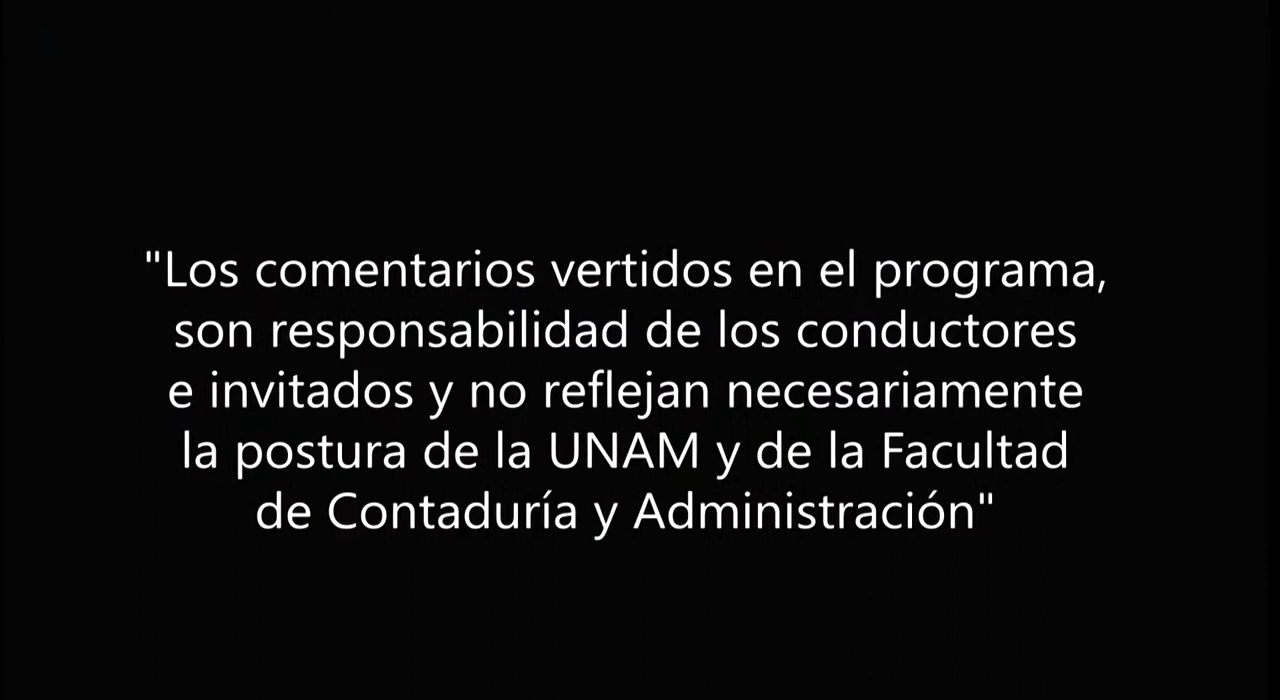 "Los comentarios vertidos en el programa,
son responsabilidad de los conductores
e invitados y no reflejan necesariamente
la postura de la UNAM y de la Facultad
de Contaduría y Administración"